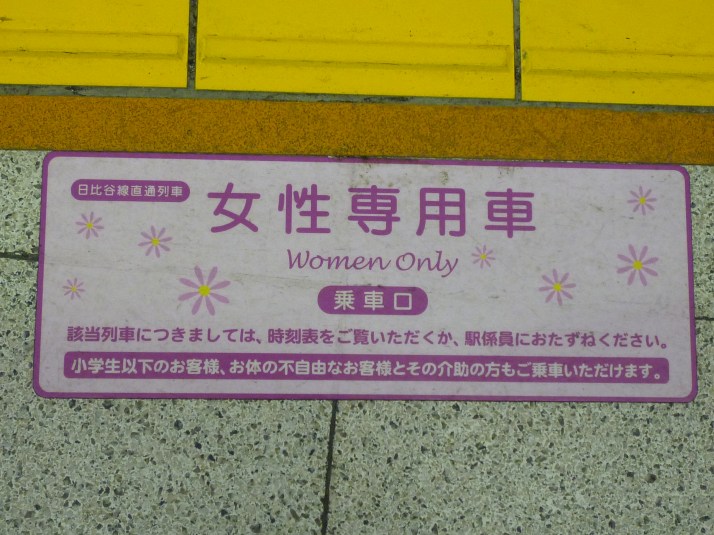 日比谷線直通列車
女性専用車
Women Only
乗車口
該当列車につきましては、時刻表をご覧いただくか、駅係員におたずねください。
小学生以下のお客様、お体の不自由なお客様とその介助の方もご乗車いただけます。